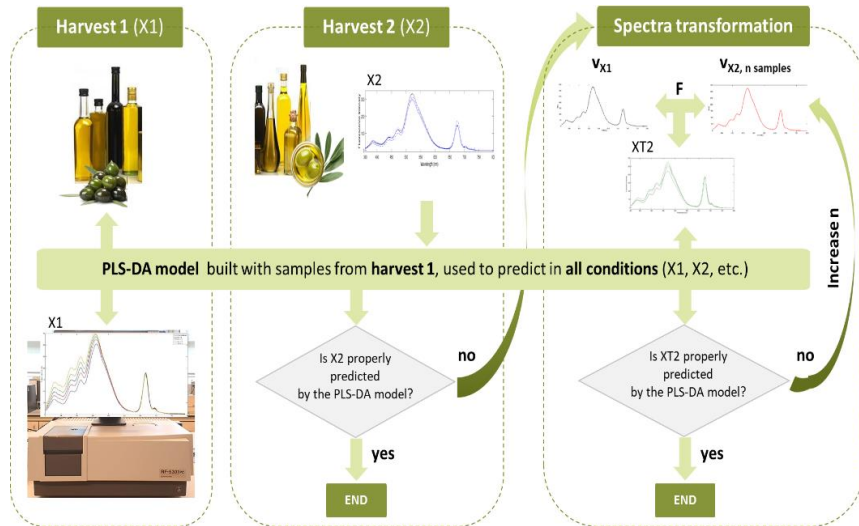 Harvest 1 (X1)
Harvest 2 (X2)
X2
Spectra transformation
vX1
F
vX2, n samples
XT2
PLS-DA model built with samples from harvest 1, used to predict in all conditions (X1, X2, etc.)
X1
Is X2 properly
predicted
by the PLS-DA model?
no
yes
END
Is XT2 properly
predicted
by the PLS-DA model?
no
Increase n
yes
END